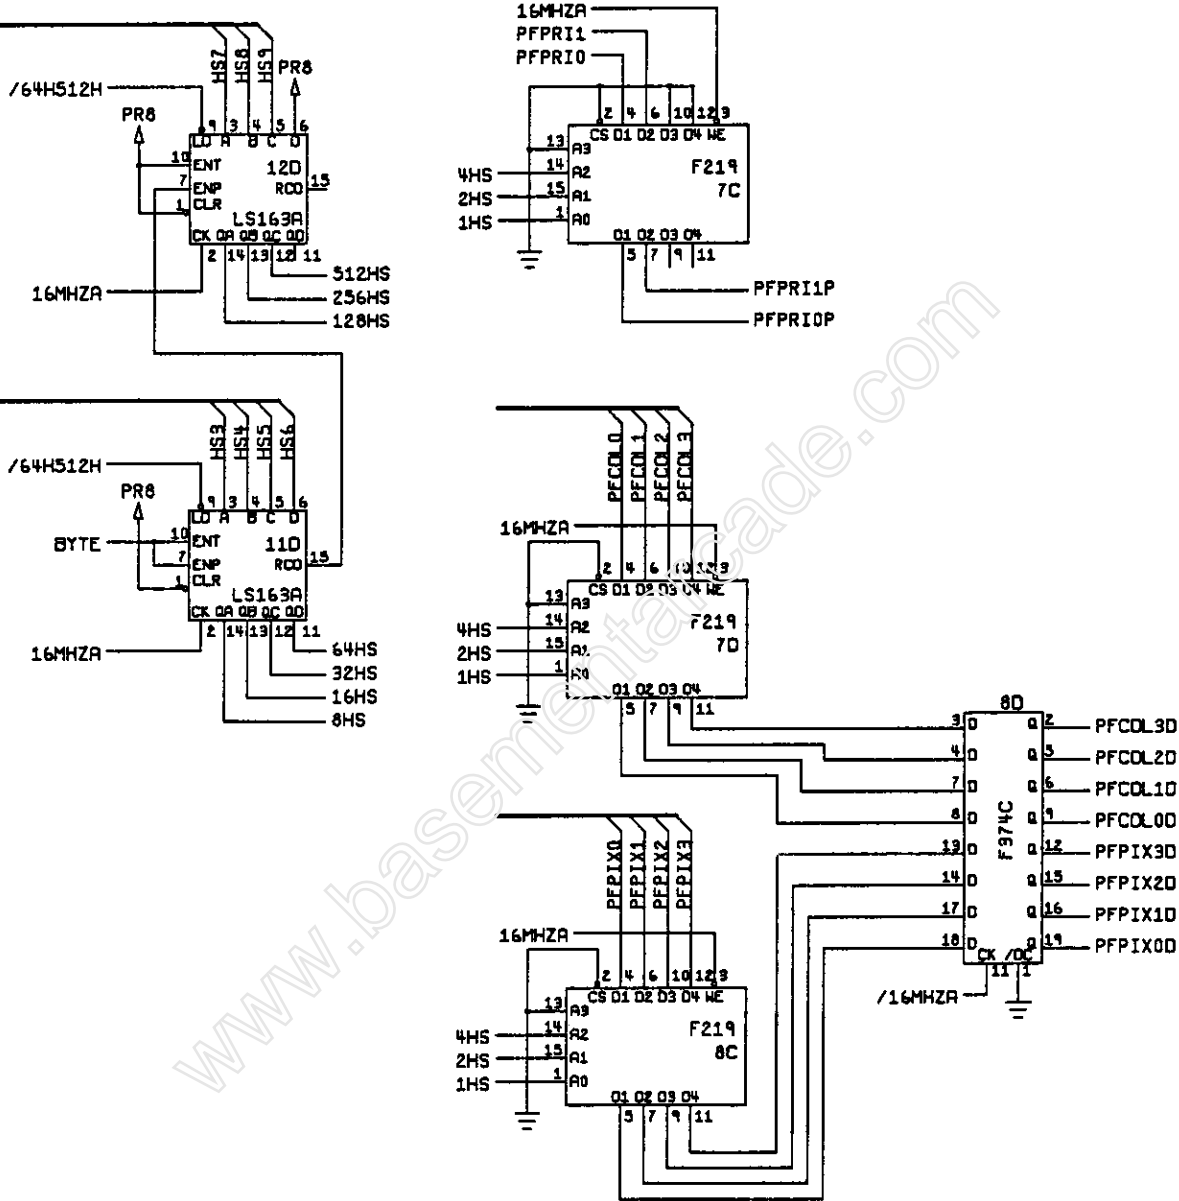 HS7 HS8 HS9
/64H512H
PR8
PR8
9 3 4 5 6
LD A B C D
10 ENT 12D
7 ENP RCO 15
1 CLR
LS163A
CK QA QB QC QD
2 14 13 12 11
16MHZA
512HS
256HS
128HS
HS3 HS4 HS5 HS6
/64H512H
PR8
9 3 4 5 6
LD A B C D
BYTE
10 ENT 11D
7 ENP RCO 15
1 CLR
LS163A
CK QA QB QC QD
2 14 13 12 11
16MHZA
64HS
32HS
16HS
8HS
16MHZA
PFPRI1
PFPRI0
2 4 6 10 12 3
CS D1 D2 D3 D4 WE
13 A3
4HS 14 A2 F219
2HS 15 A1 7C
1HS 1 A0
O1 O2 O3 O4
5 7 9 11
PFPRI1P
PFPRI0P
PFCOL0 PFCOL1 PFCOL2 PFCOL3
16MHZA
2 4 6 10 12 3
CS D1 D2 D3 D4 WE
13 A3
4HS 14 A2 F219
2HS 15 A1 7D
1HS 1 A0
O1 O2 O3 O4
5 7 9 11
PFPIX0 PFPIX1 PFPIX2 PFPIX3
16MHZA
2 4 6 10 12 3
CS D1 D2 D3 D4 WE
13 A3
4HS 14 A2 F219
2HS 15 A1 8C
1HS 1 A0
O1 O2 O3 O4
5 7 9 11
8D
3 D Q 2 PFCOL3D
4 D Q 5 PFCOL2D
7 D Q 6 PFCOL1D
8 D Q 9 PFCOL0D
F374C
13 D Q 12 PFPIX3D
14 D Q 15 PFPIX2D
17 D Q 16 PFPIX1D
18 D Q 19 PFPIX0D
CK /OC
11 1
/16MHZA
www.basementarcade.com